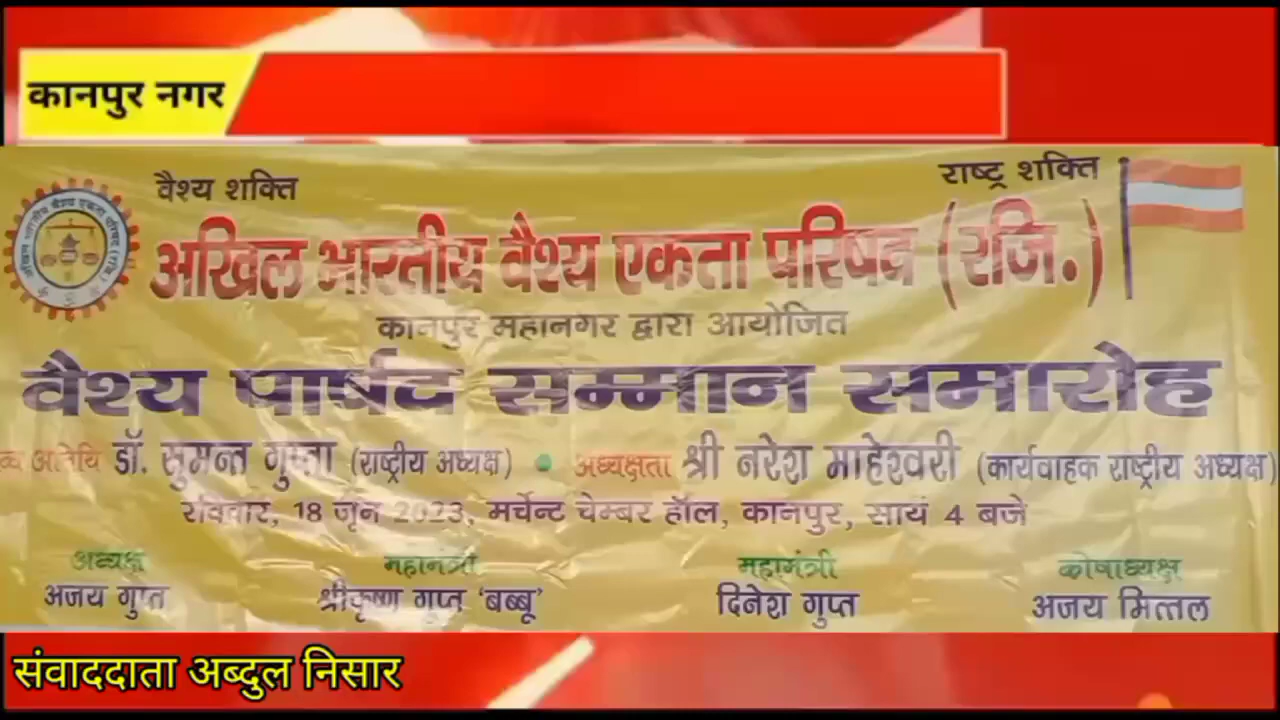 कानपुर नगर
वैश्य शक्ति
राष्ट्र शक्ति
अखिल भारतीय वैश्य एकता परिषद (रजि.)
कानपुर महानगर द्वारा आयोजित
वैश्य पार्षद सम्मान समारोह
अतिथि डॉ. सुमन्त गुप्ता (राष्ट्रीय अध्यक्ष) • अध्यक्षता श्री नरेश माहेश्वरी (कार्यवाहक राष्ट्रीय अध्यक्ष)
रविवार, 18 जून 2023, मर्चेन्ट चेम्बर हॉल, कानपुर, सायं 4 बजे
अध्यक्ष महामंत्री महामंत्री कोषाध्यक्ष
अजय गुप्त श्रीकृष्ण गुप्त 'बब्बू' दिनेश गुप्त अजय मित्तल
संवाददाता अब्दुल निसार